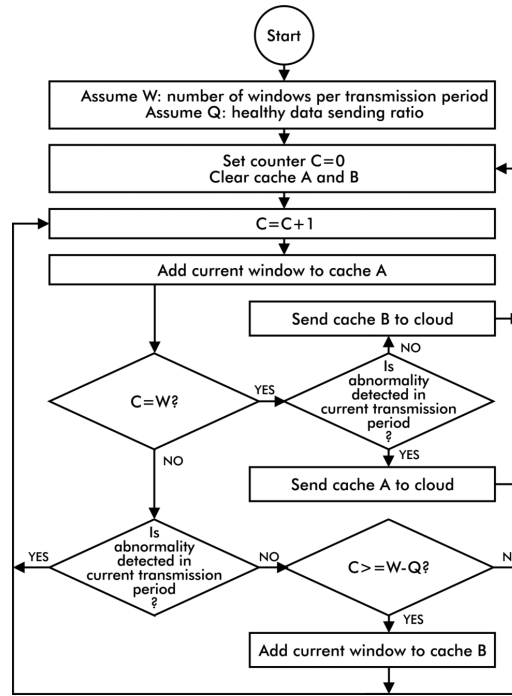 Start
Assume W: number of windows per transmission period
Assume Q: healthy data sending ratio
Set counter C=0
Clear cache A and B
C=C+1
Add current window to cache A
Send cache B to cloud
NO
C=W?
YES
Is
abnormality
detected in
current transmission
period
?
YES
NO
Send cache A to cloud
YES
Is
abnormality
detected in
current transmission
period
?
NO
C>=W-Q?
N
YES
Add current window to cache B